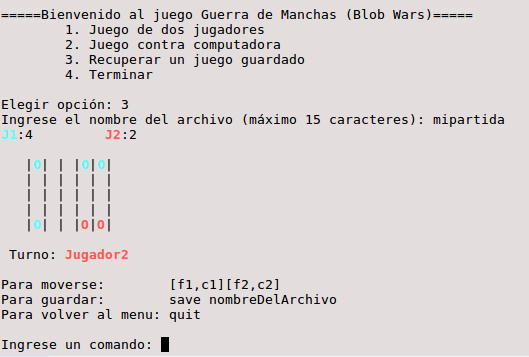 =====Bienvenido al juego Guerra de Manchas (Blob Wars)=====
1. Juego de dos jugadores
2. Juego contra computadora
3. Recuperar un juego guardado
4. Terminar
Elegir opción: 3
Ingrese el nombre del archivo (máximo 15 caracteres): mipartida
J1:4 J2:2
|O| | |O|O|
| | | | | |
| | | | | |
| | | | | |
|O| | |O|O|
Turno: Jugador2
Para moverse: [f1,c1][f2,c2]
Para guardar: save nombreDelArchivo
Para volver al menu: quit
Ingrese un comando: